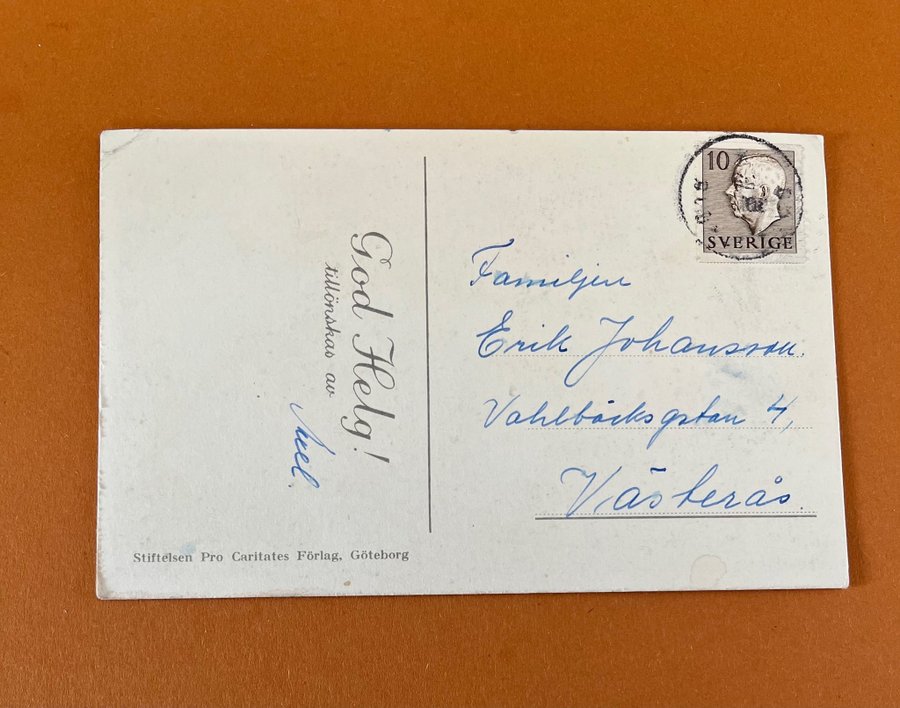 God Helg!
tillönskas av
Axel.
Stiftelsen Pro Caritates Förlag, Göteborg
10
SVERIGE
Familjen
Erik Johansson.
Vahlbäcksgatan 4,
Västerås.